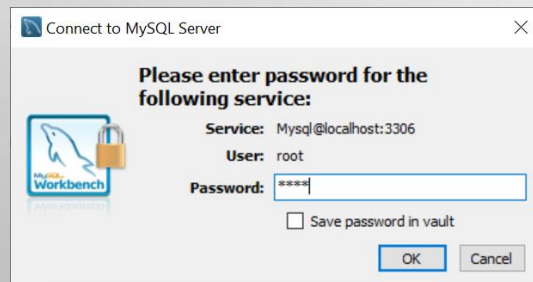 Connect to MySQL Server
Please enter password for the
following service:
Service: Mysql@localhost:3306
User: root
Password: ****
MySQL
Workbench
Save password in vault
OK Cancel